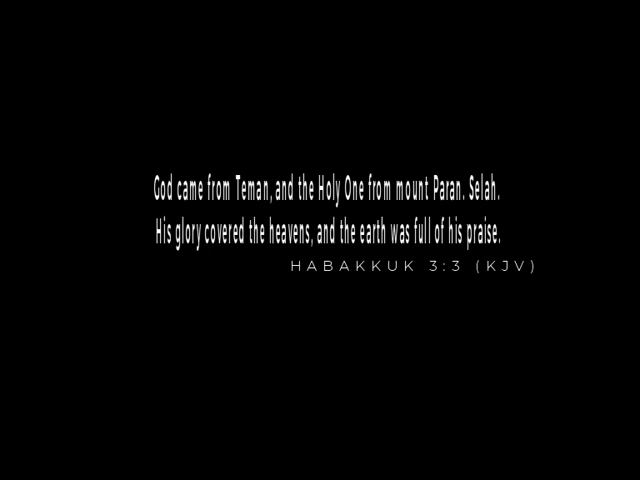 God came from Teman, and the Holy One from mount Paran. Selah.
His glory covered the heavens, and the earth was full of his praise.
HABAKKUK 3:3 (KJV)